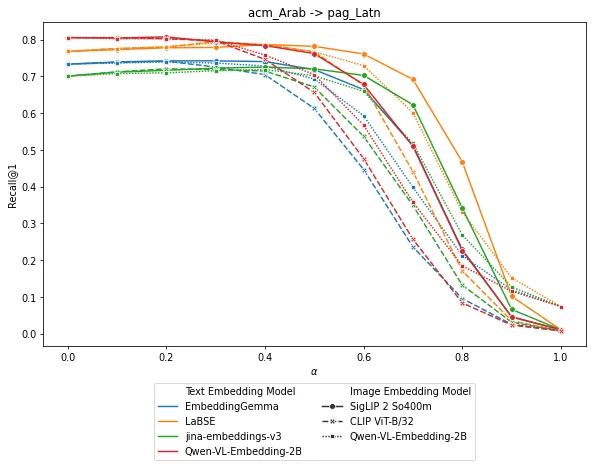 acm_Arab -> pag_Latn
Recall@1
0.8
0.7
0.6
0.5
0.4
0.3
0.2
0.1
0.0
0.0 0.2 0.4 0.6 0.8 1.0
α
Text Embedding Model
EmbeddingGemma
LaBSE
jina-embeddings-v3
Qwen-VL-Embedding-2B
Image Embedding Model
SigLIP 2 So400m
CLIP ViT-B/32
Qwen-VL-Embedding-2B